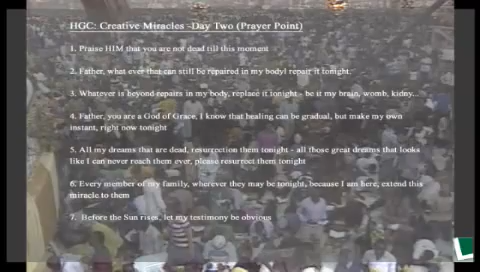 HGC: Creative Miracles -Day Two (Prayer Point)
1. Praise HIM that you are not dead till this moment
2. Father, what ever that can still be repaired in my body! repair it tonight.
3. Whatever is beyond repairs in my body, replace it tonight - be it my brain, womb, kidny...
4. Father, you are a God of Grace, I know that healing can be gradual, but make my own
instant, right now tonight
5. All my dreams that are dead, resurrection them tonight - all those great dreams that looks
like I can never reach them ever, please resurrect them tonight
6. Every member of my family, wherever they may be tonight, because I am here, extend this
miracle to them
7. Before the Sun rises, let my testimony be obvious